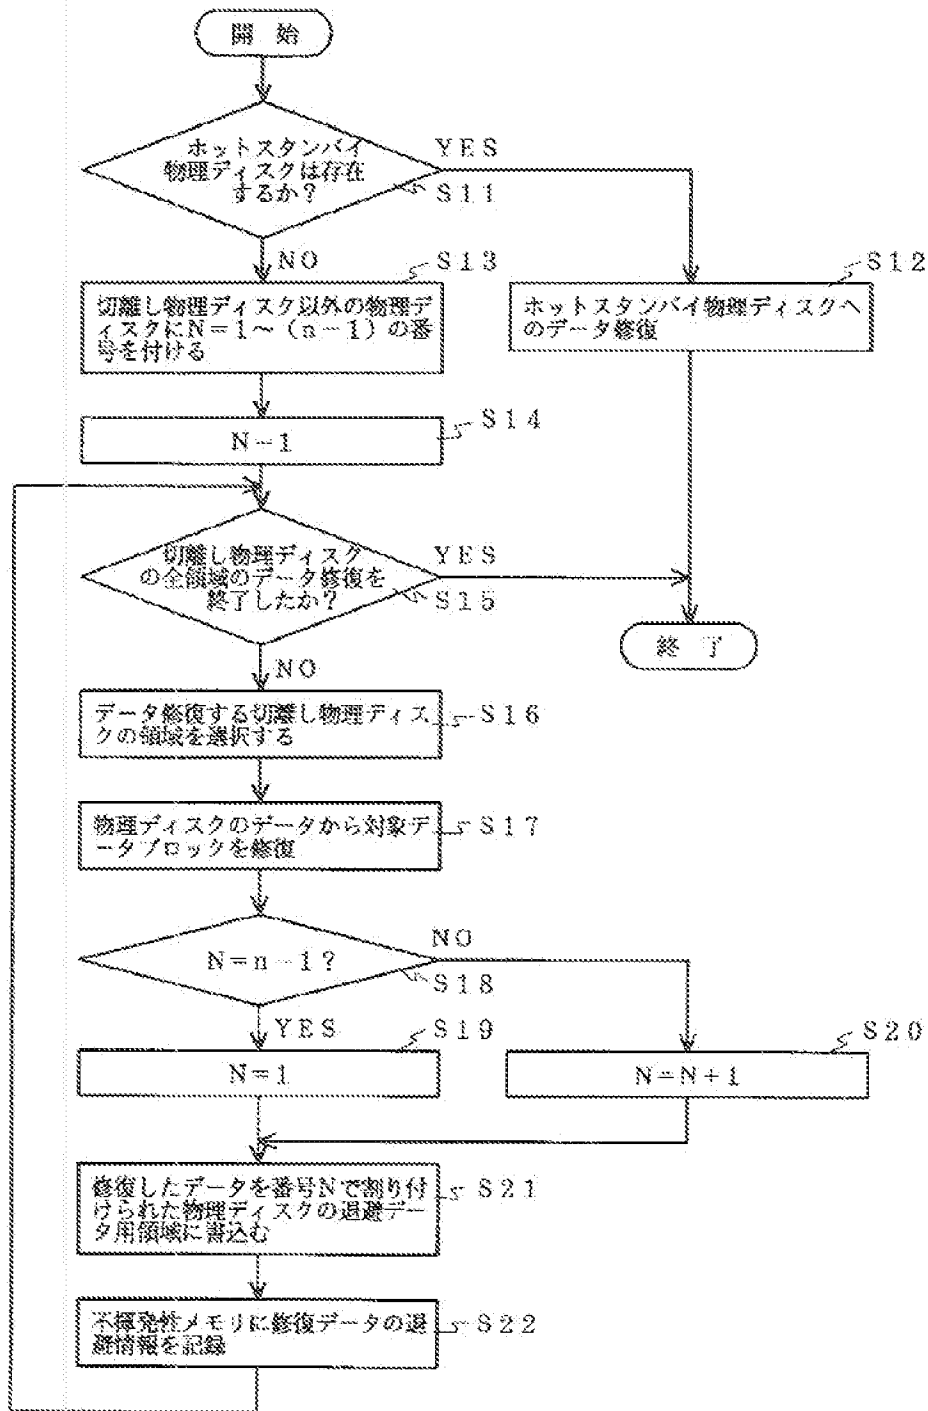 開 始
ホットスタンバイ
物理ディスクは存在
するか?
YES
S11
NO
S13
切離し物理ディスク以外の物理デ
ィスクにN=1~(n-1)の番
号を付ける
S12
ホットスタンバイ物理ディスクへ
のデータ修復
S14
N-1
切離し物理ディスク
の全領域のデータ修復を
終了したか?
YES
S15
終 了
NO
データ修復する切離し物理ディス
クの領域を選択する
S16
物理ディスクのデータから対象デ
ータブロックを修復
S17
N=n-1?
NO
S18
YES
S19
N=1
S20
N=N+1
修復したデータを番号Nで割り付
けられた物理ディスクの退避デー
タ用領域に書込む
S21
不揮発性メモリに修復データの退
避情報を記録
S22